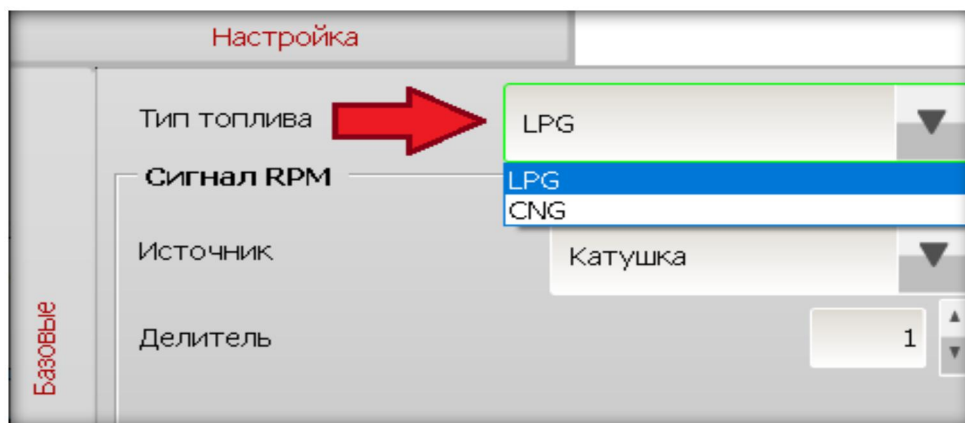 Настройка
Тип топлива LPG
LPG
CNG
Сигнал RPM
Источник Катушка
Делитель 1
Базовые